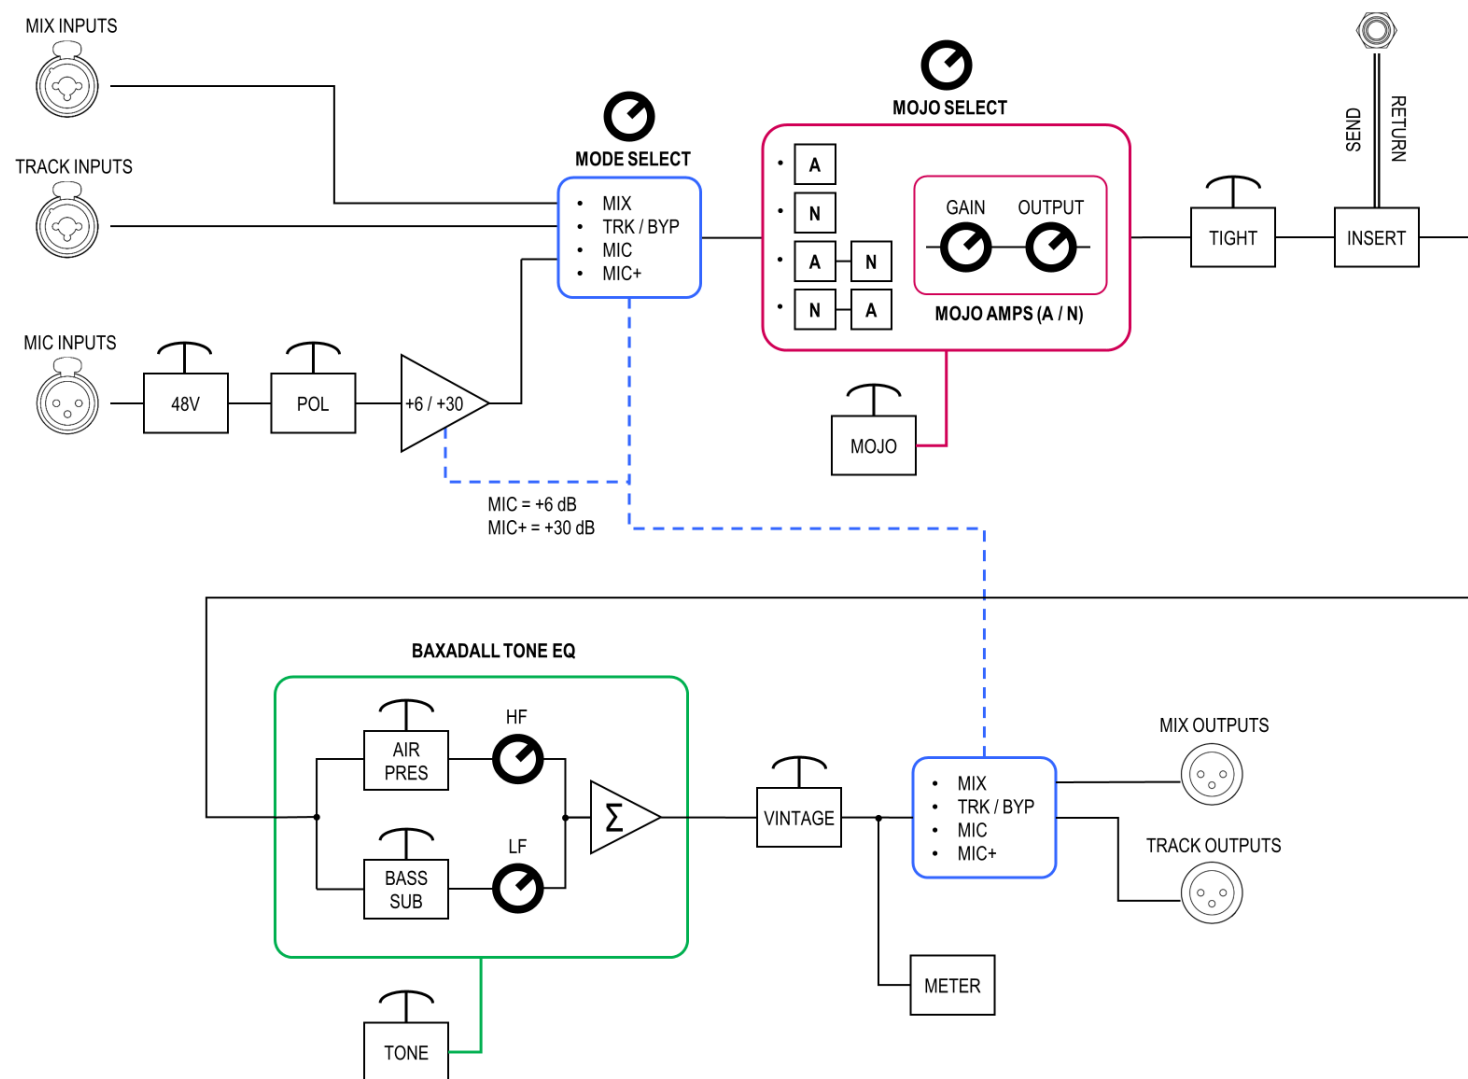 MIX INPUTS
TRACK INPUTS
MIC INPUTS
48V
POL
+6 / +30
MIC = +6 dB
MIC+ = +30 dB
MODE SELECT
• MIX
• TRK / BYP
• MIC
• MIC+
MOJO SELECT
• A
• N
• A N
• N A
GAIN OUTPUT
MOJO AMPS (A / N)
MOJO
TIGHT
SEND
RETURN
INSERT
BAXADALL TONE EQ
AIR
PRES
HF
BASS
SUB
LF
Σ
TONE
VINTAGE
METER
• MIX
• TRK / BYP
• MIC
• MIC+
MIX OUTPUTS
TRACK OUTPUTS